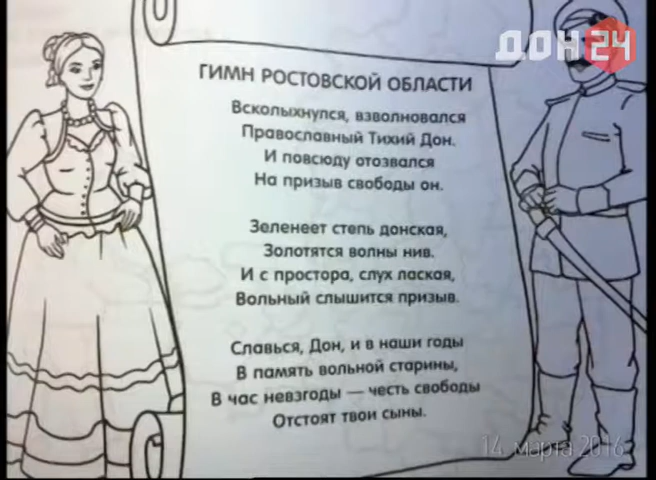 ДОН 24
ГИМН РОСТОВСКОЙ ОБЛАСТИ
Всколыхнулся, взволновался
Православный Тихий Дон.
И повсюду отозвался
На призыв свободы он.
Зеленеет степь донская,
Золотятся волны нив.
И с простора, слух лаская,
Вольный слышится призыв.
Славься, Дон, и в наши годы
В память вольной старины,
В час невзгоды — честь свободы
Отстоят твои сыны.
14 марта 2016